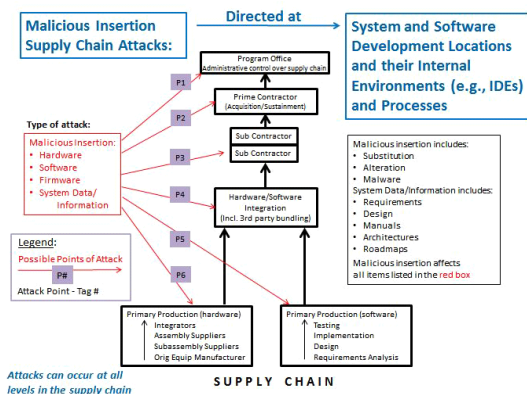 Malicious Insertion
Supply Chain Attacks:
Directed at
System and Software
Development Locations
and their Internal
Environments (e.g., IDEs)
and Processes
Program Office
Administrative control over supply chain
P1
Prime Contractor
(Acquisition/Sustainment)
P2
Type of attack:
Malicious Insertion:
• Hardware
• Software
• Firmware
• System Data/
Information
Sub Contractor
Sub Contractor
P3
P4
Hardware/Software
Integration
(Incl. 3rd party bundling)
P5
P6
Malicious insertion includes:
• Substitution
• Alteration
• Malware
System Data/Information includes:
• Requirements
• Design
• Manuals
• Architectures
• Roadmaps
Malicious insertion affects
all items listed in the red box
Legend:
Possible Points of Attack
P#
Attack Point - Tag #
Primary Production (hardware)
Integrators
Assembly Suppliers
Subassembly Suppliers
Orig Equip Manufacturer
Primary Production (software)
Testing
Implementation
Design
Requirements Analysis
Attacks can occur at all
levels in the supply chain
SUPPLY CHAIN